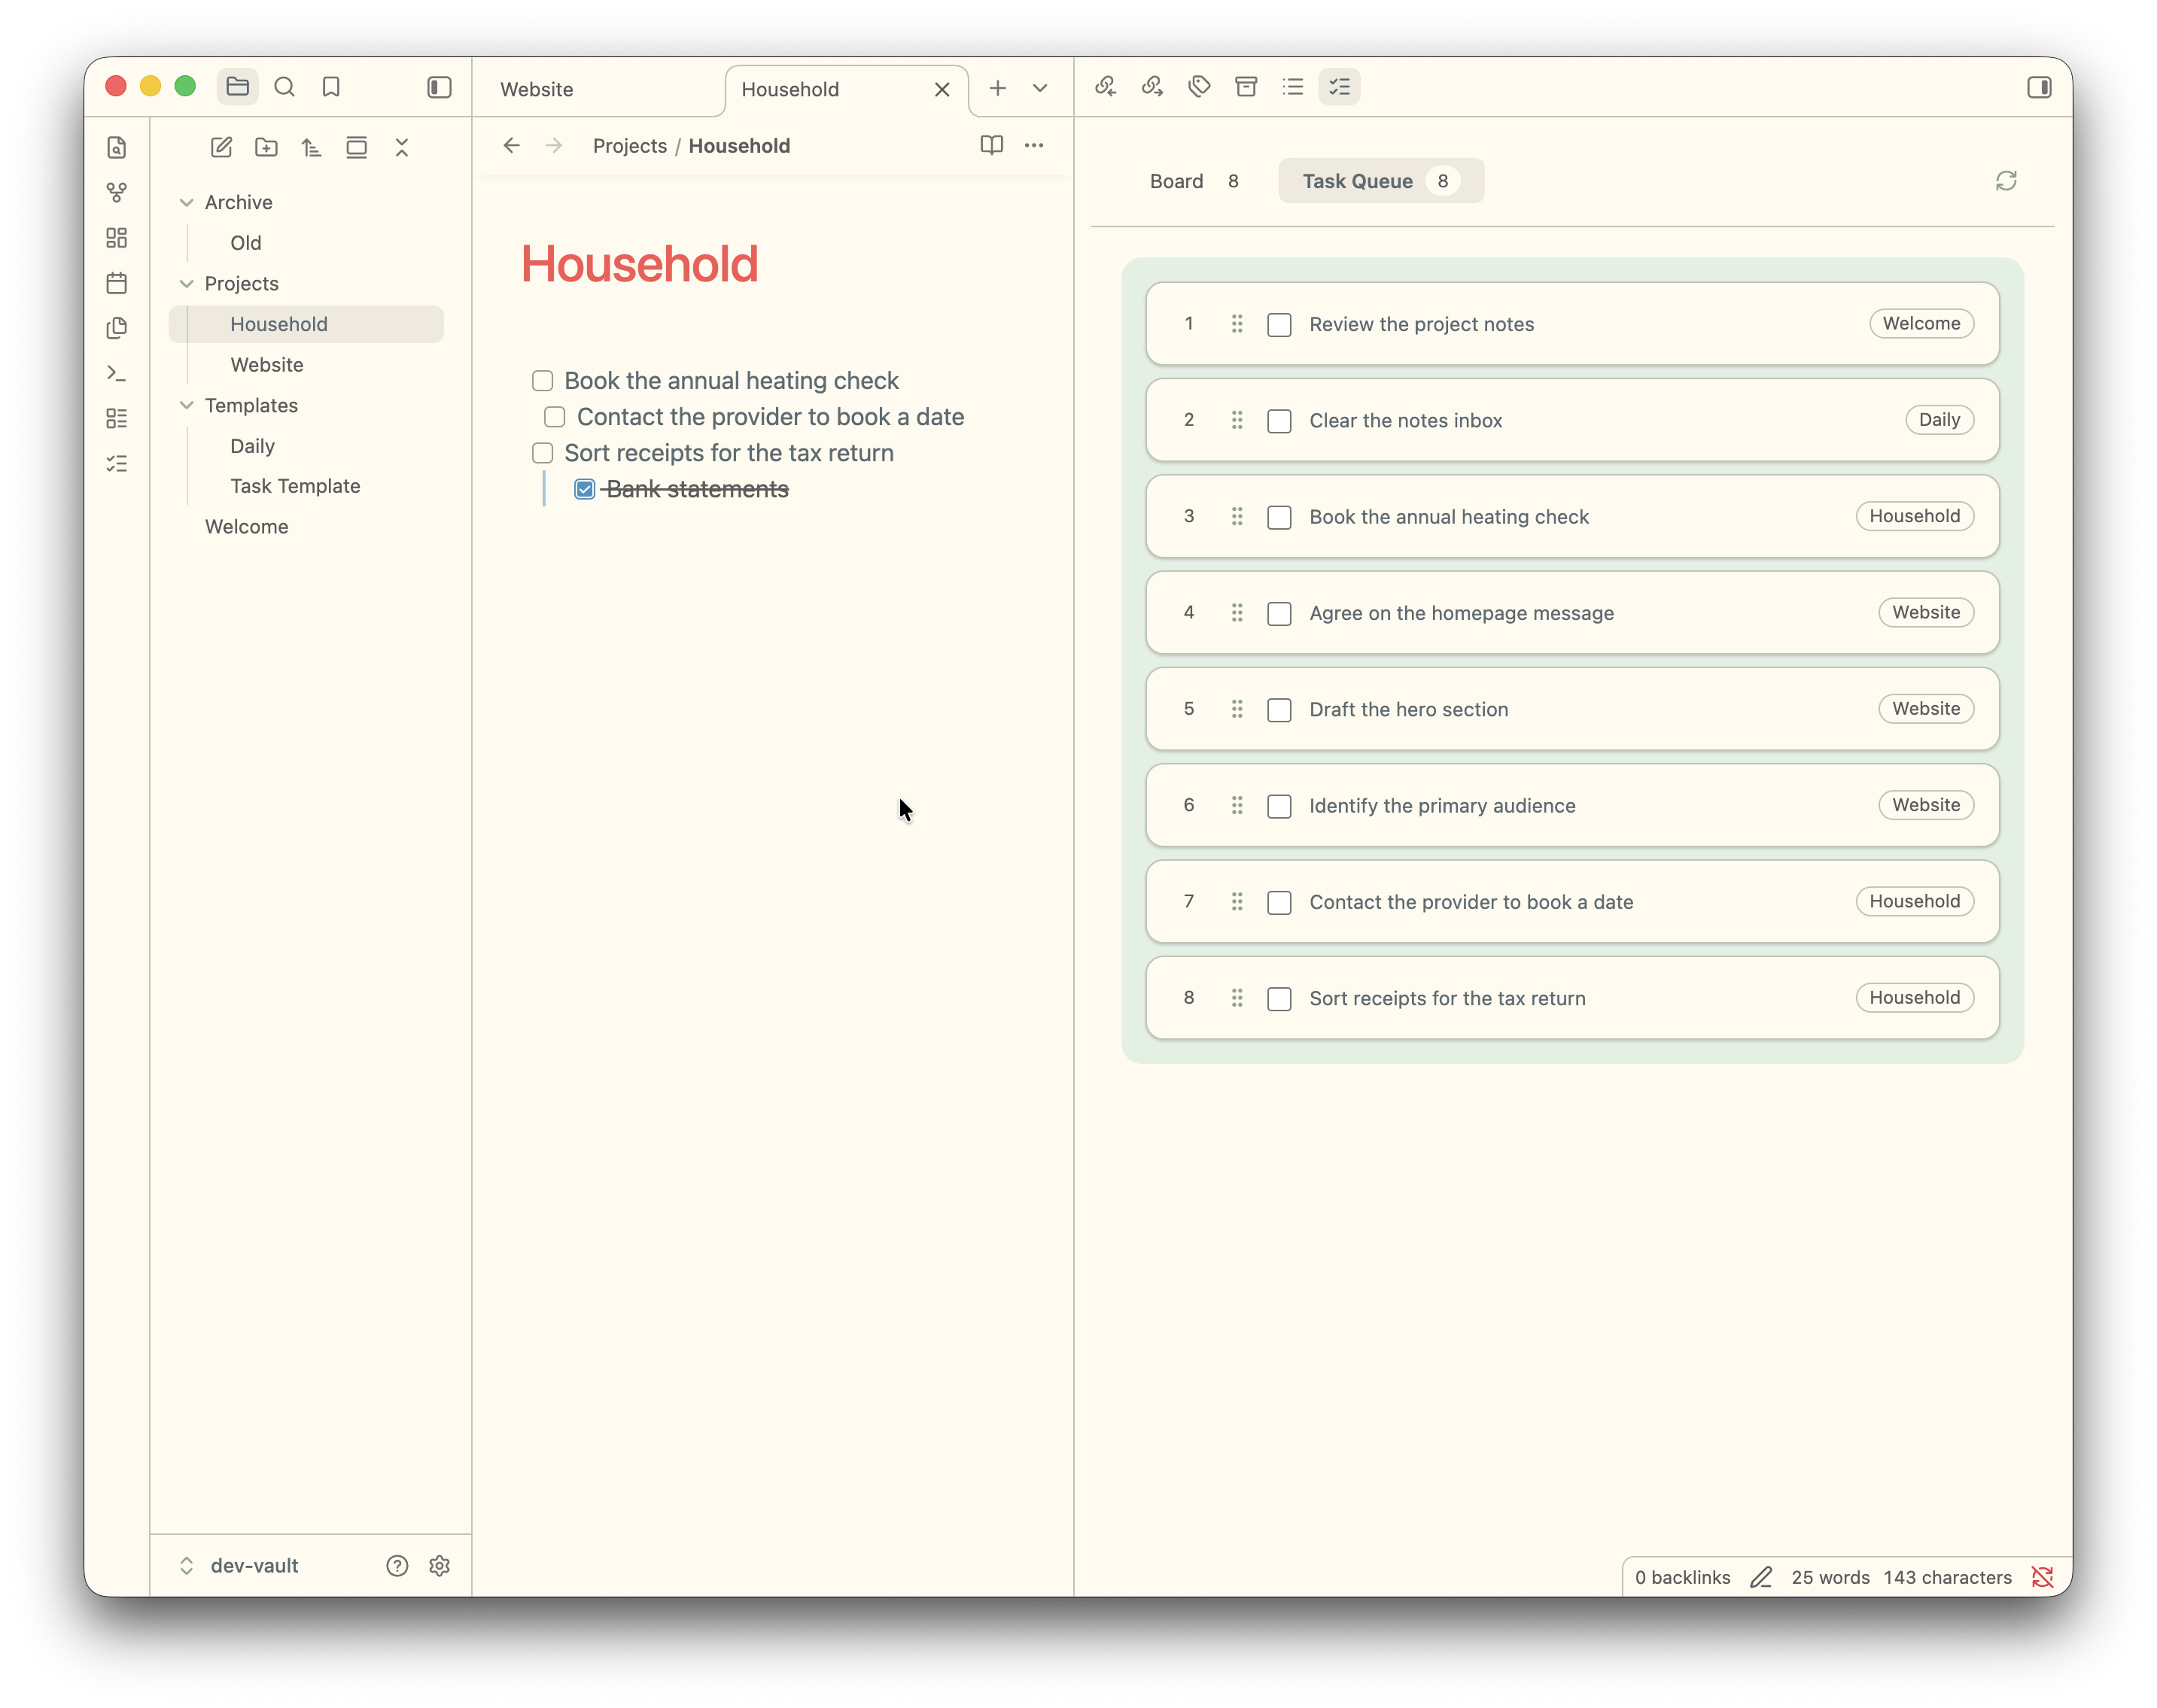 Website
Household
Projects / Household
Archive
Old
Projects
Household
Website
Templates
Daily
Task Template
Welcome
dev-vault
Household
Book the annual heating check
Contact the provider to book a date
Sort receipts for the tax return
Bank statements
Board 8
Task Queue 8
1 Review the project notes Welcome
2 Clear the notes inbox Daily
3 Book the annual heating check Household
4 Agree on the homepage message Website
5 Draft the hero section Website
6 Identify the primary audience Website
7 Contact the provider to book a date Household
8 Sort receipts for the tax return Household
0 backlinks 25 words 143 characters